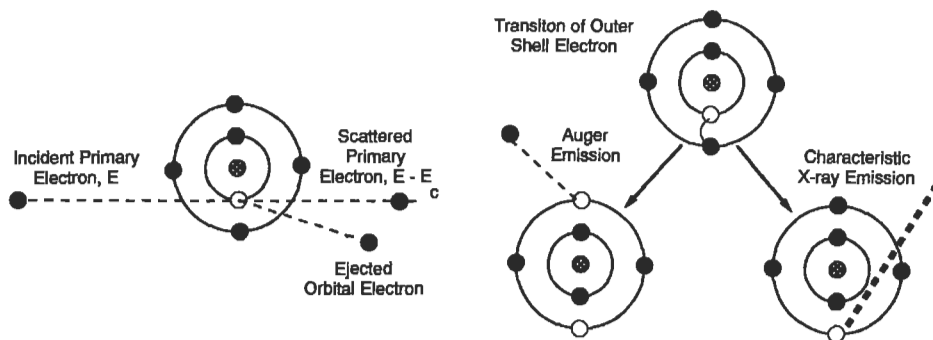 Transiton of Outer
Shell Electron
Incident Primary
Electron, E
Scattered
Primary
Electron, E - E
c
Ejected
Orbital Electron
Auger
Emission
Characteristic
X-ray Emission